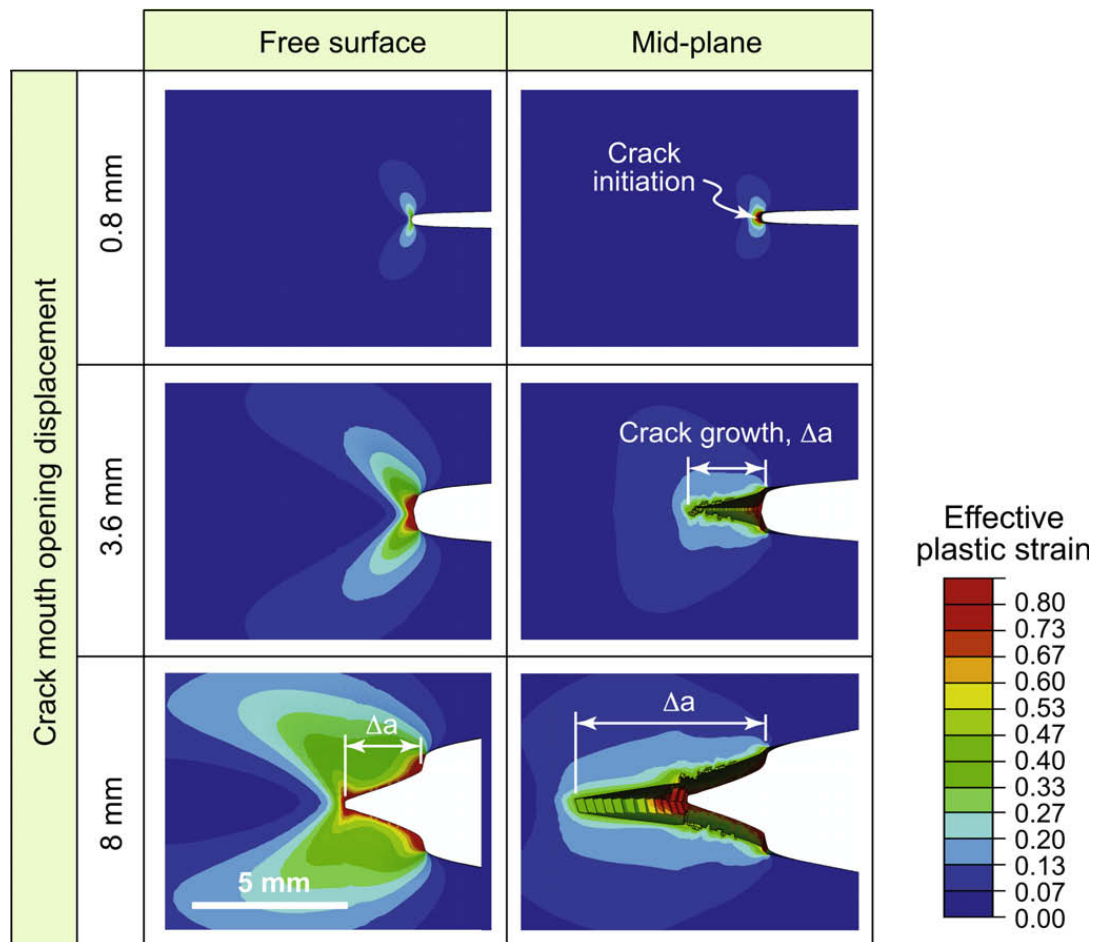 Free surface
Mid-plane
Crack mouth opening displacement
0.8 mm
Crack
initiation
3.6 mm
Crack growth, Δa
8 mm
Δa
5 mm
Δa
Effective
plastic strain
0.80
0.73
0.67
0.60
0.53
0.47
0.40
0.33
0.27
0.20
0.13
0.07
0.00